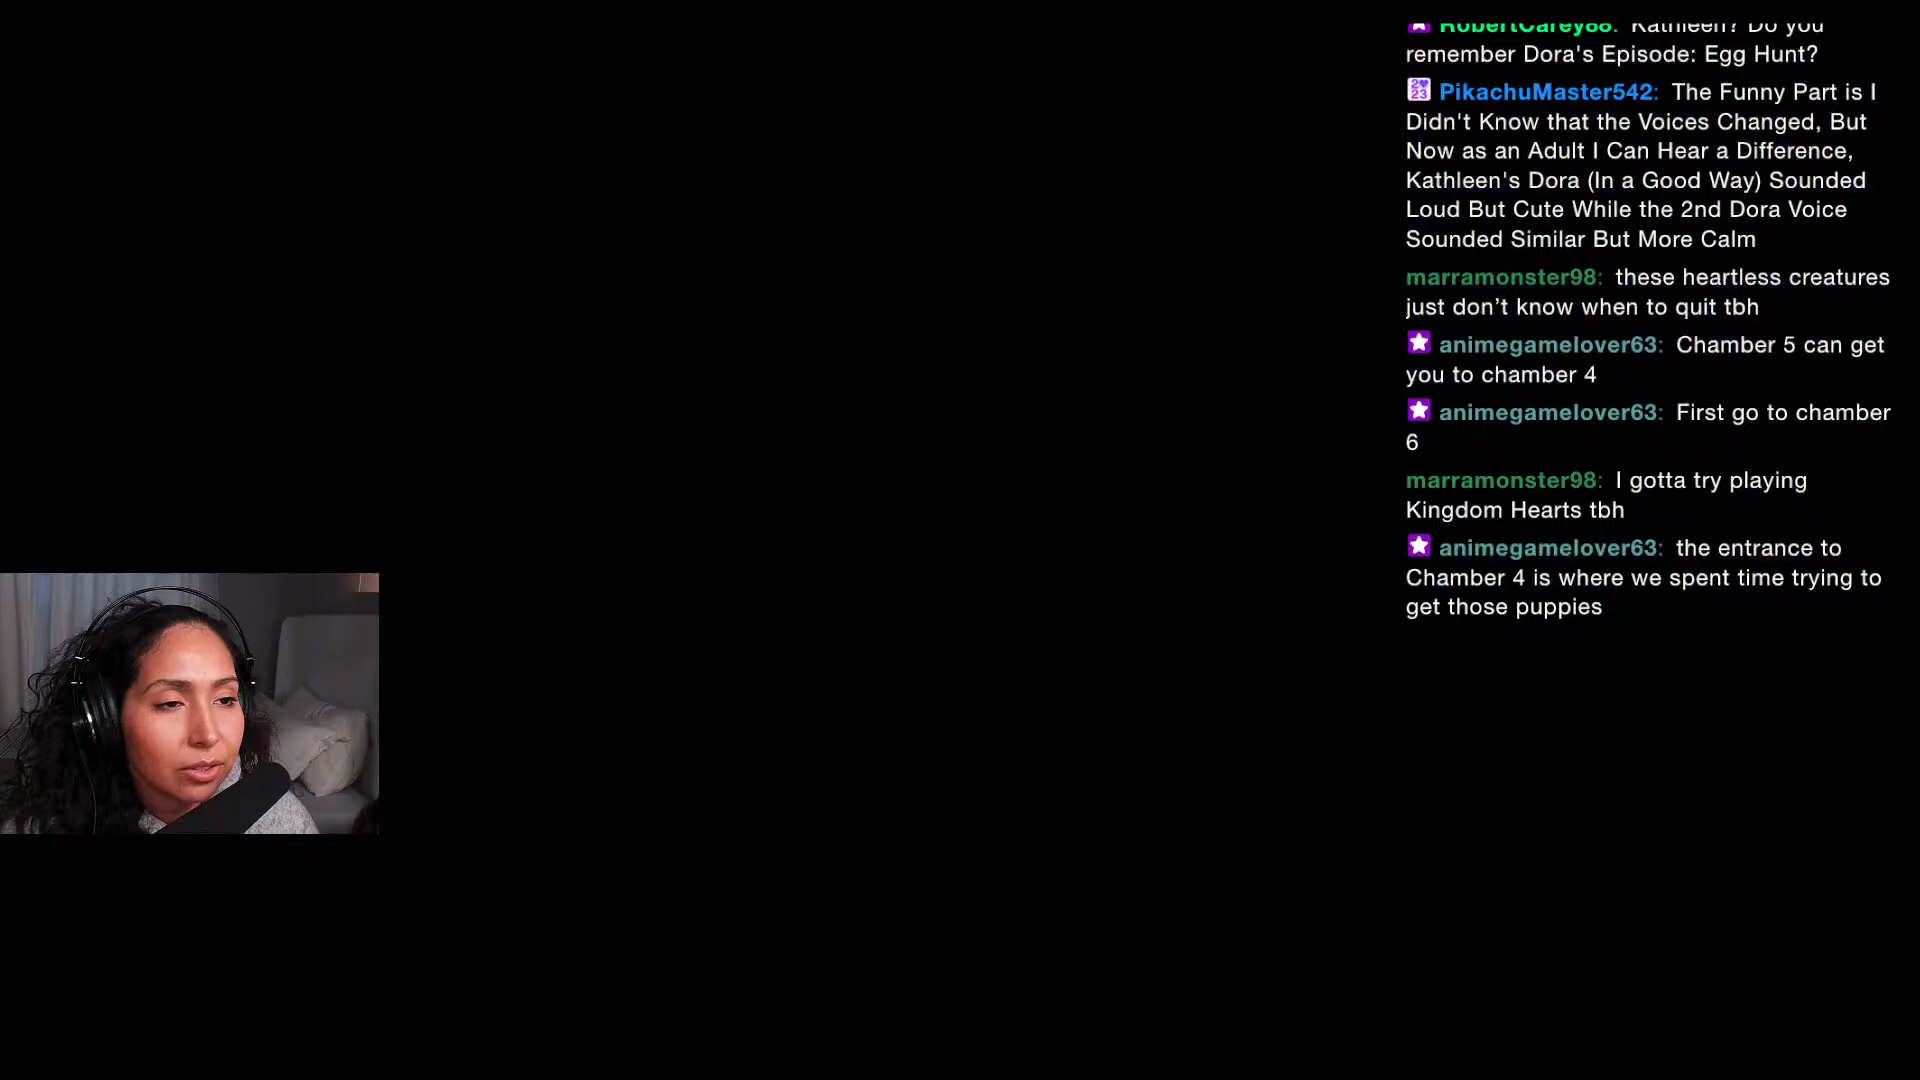 RobertCarey88: Kathleen? Do you
remember Dora's Episode: Egg Hunt?
PikachuMaster542: The Funny Part is I
Didn't Know that the Voices Changed, But
Now as an Adult I Can Hear a Difference,
Kathleen's Dora (In a Good Way) Sounded
Loud But Cute While the 2nd Dora Voice
Sounded Similar But More Calm
marramonster98: these heartless creatures
just don’t know when to quit tbh
animegamelover63: Chamber 5 can get
you to chamber 4
animegamelover63: First go to chamber
6
marramonster98: I gotta try playing
Kingdom Hearts tbh
animegamelover63: the entrance to
Chamber 4 is where we spent time trying to
get those puppies